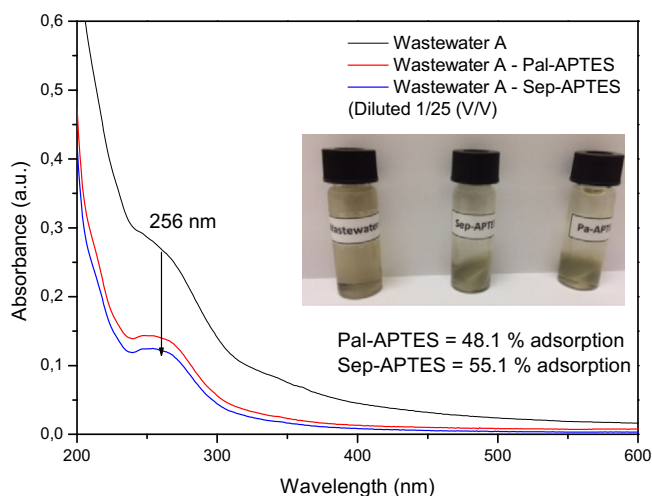 0,6
0,5
0,4
0,3
0,2
0,1
0,0
200
300
400
500
600
Absorbance (a.u.)
Wavelength (nm)
Wastewater A
Wastewater A - Pal-APTES
Wastewater A - Sep-APTES
(Diluted 1/25 (V/V)
256 nm
Wastewater
Sep-APTE
Pa-APT
Pal-APTES = 48.1 % adsorption
Sep-APTES = 55.1 % adsorption